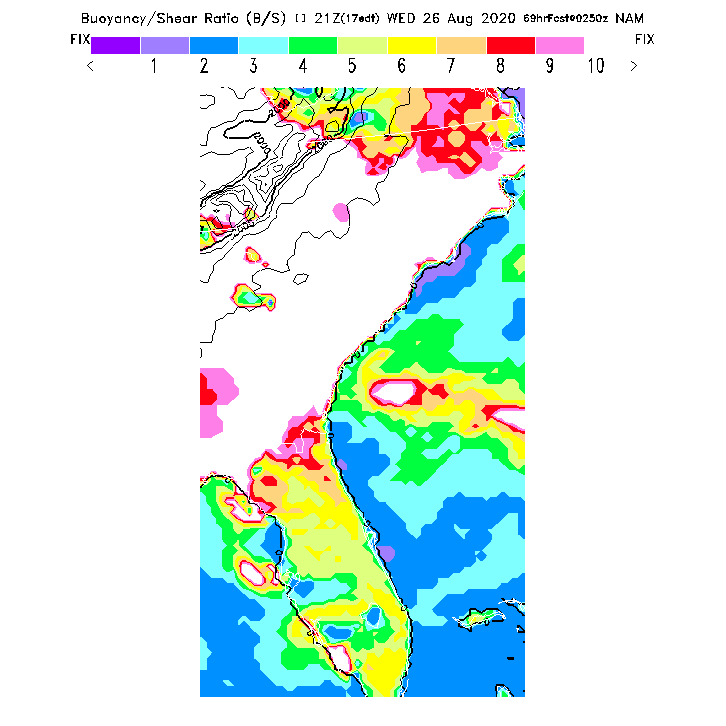 Buoyancy/Shear Ratio (B/S) [] 21Z(17edt) WED 26 Aug 2020 69hrFcst@0250z NAM
FIX FIX
< 1 2 3 4 5 6 7 8 9 10 >